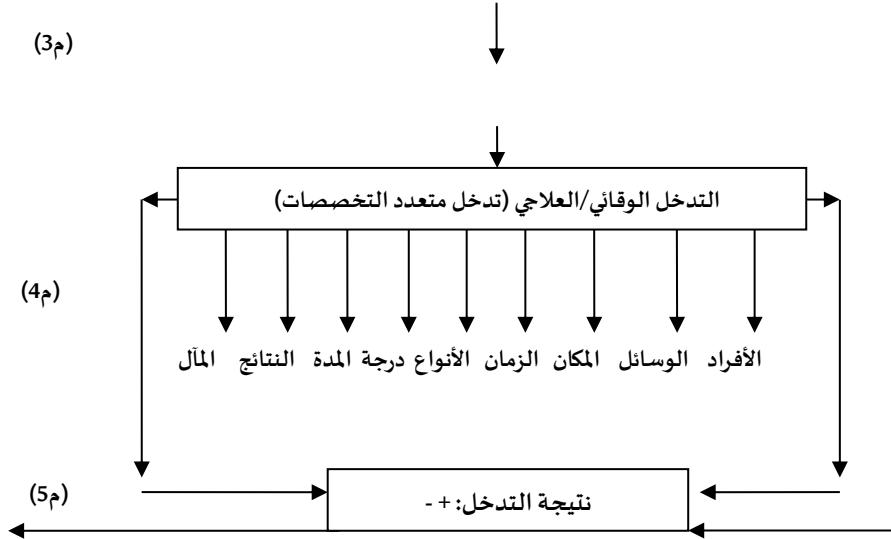 (م3)
التدخل الوقائي/العلاجي (تدخل متعدد التخصصات)
(م4)
الأفراد الوسائل المكان الزمان الأنواع درجة المدة النتائج المآل
(م5)
نتيجة التدخل: + -